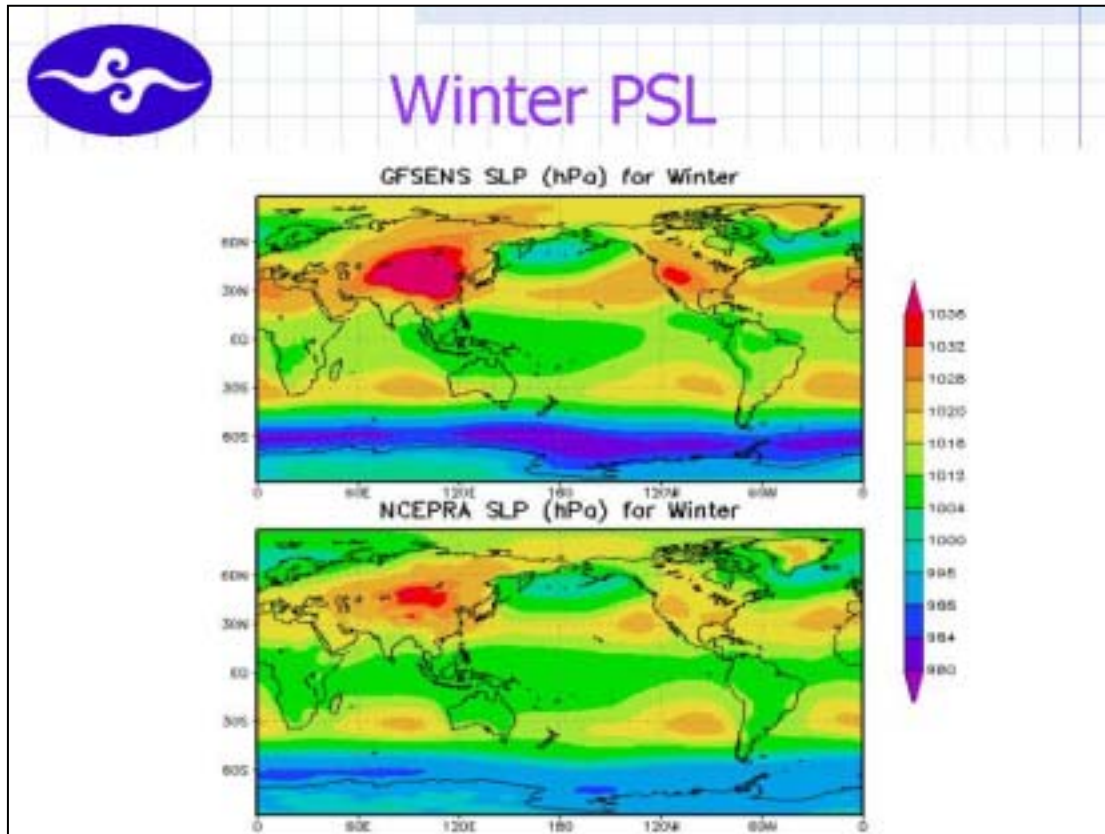 Winter PSL
GFSENS SLP (hPa) for Winter
60N
30N
EQ
30S
60S
0 60E 120E 180 120W 60W 0
NCEPRA SLP (hPa) for Winter
60N
30N
EQ
30S
60S
0 60E 120E 180 120W 60W 0
1036
1032
1028
1020
1016
1012
1004
1000
984
980